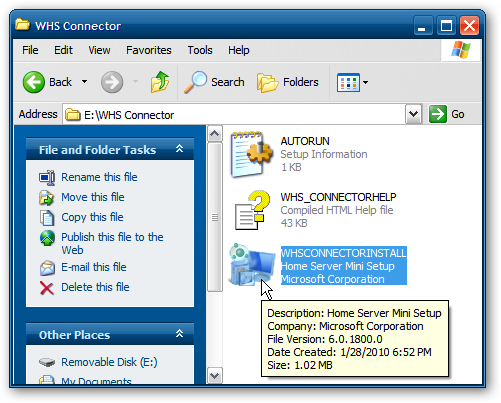 WHS Connector
File Edit View Favorites Tools Help
Back Search Folders
Address E:\WHS Connector Go
File and Folder Tasks
Rename this file
Move this file
Copy this file
Publish this file to the
Web
E-mail this file
Delete this file
Other Places
Removable Disk (E:)
My Documents
AUTORUN
Setup Information
1 KB
WHS_CONNECTORHELP
Compiled HTML Help file
43 KB
WHSCONNECTORINSTALL
Home Server Mini Setup
Microsoft Corporation
Description: Home Server Mini Setup
Company: Microsoft Corporation
File Version: 6.0.1800.0
Date Created: 1/28/2010 6:52 PM
Size: 1.02 MB